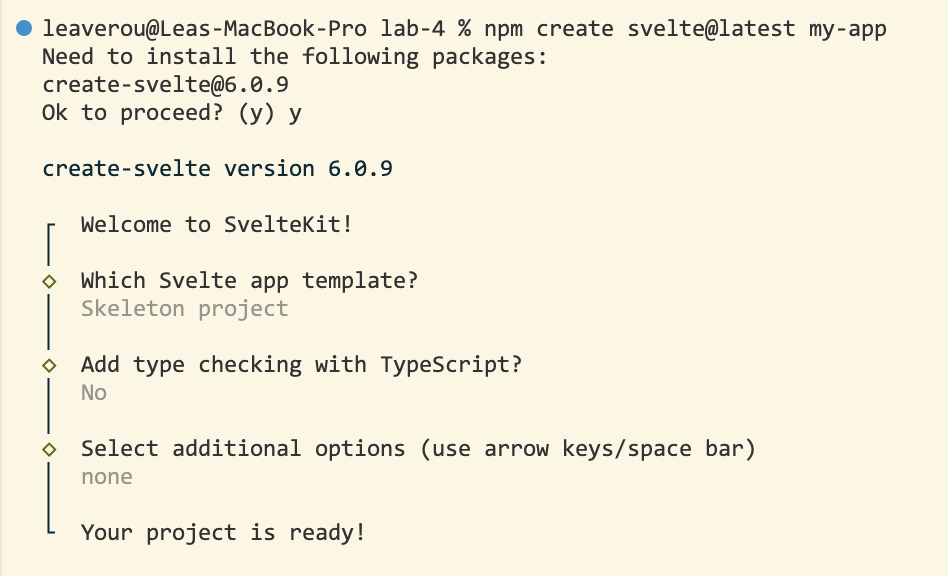 leaverou@Leas-MacBook-Pro lab-4 % npm create svelte@latest my-app
Need to install the following packages:
create-svelte@6.0.9
Ok to proceed? (y) y
create-svelte version 6.0.9
Welcome to SvelteKit!
Which Svelte app template?
Skeleton project
Add type checking with TypeScript?
No
Select additional options (use arrow keys/space bar)
none
Your project is ready!